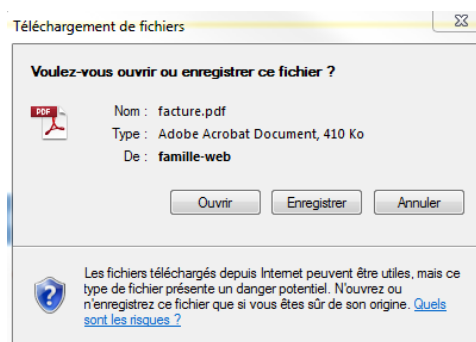 Téléchargement de fichiers
Voulez-vous ouvrir ou enregistrer ce fichier ?
PDF
Nom : facture.pdf
Type : Adobe Acrobat Document, 410 Ko
De : famille-web
Ouvrir Enregistrer Annuler
Les fichiers téléchargés depuis Internet peuvent être utiles, mais ce
type de fichier présente un danger potentiel. N'ouvrez ou
n'enregistrez ce fichier que si vous êtes sûr de son origine. Quels
sont les risques ?